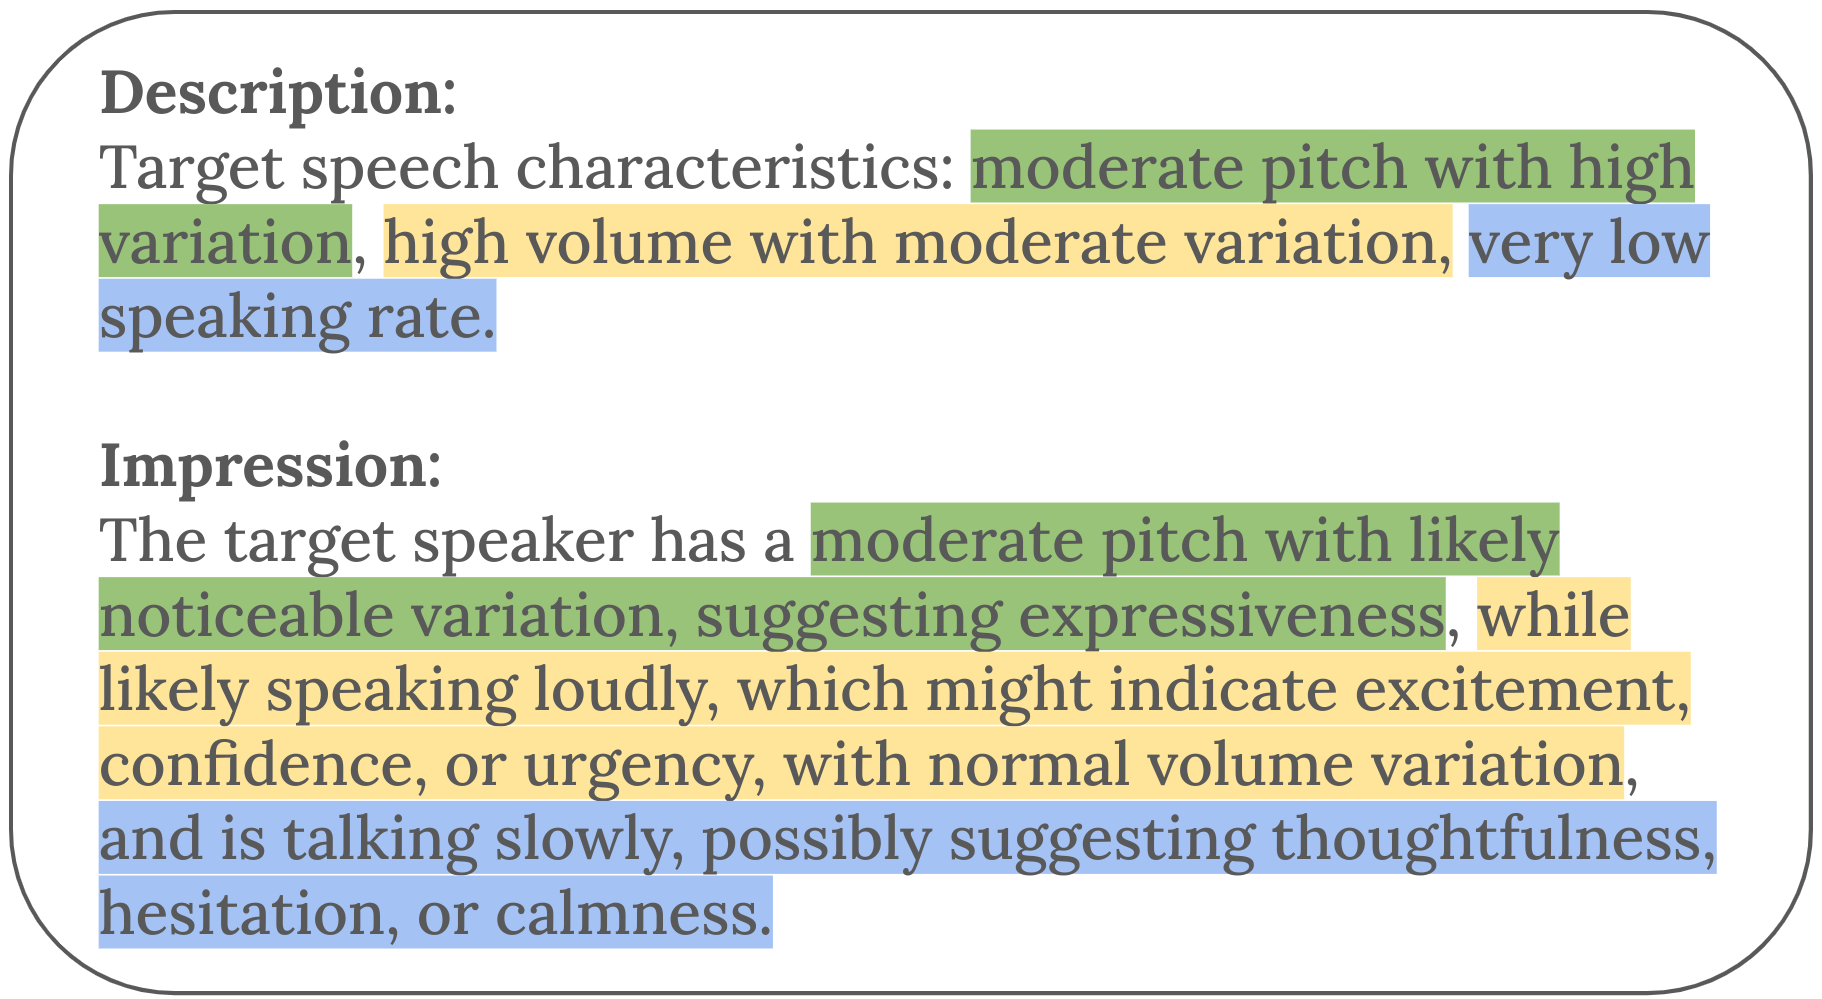 Description:
Target speech characteristics: moderate pitch with high
variation, high volume with moderate variation, very low
speaking rate.
Impression:
The target speaker has a moderate pitch with likely
noticeable variation, suggesting expressiveness, while
likely speaking loudly, which might indicate excitement,
confidence, or urgency, with normal volume variation,
and is talking slowly, possibly suggesting thoughtfulness,
hesitation, or calmness.